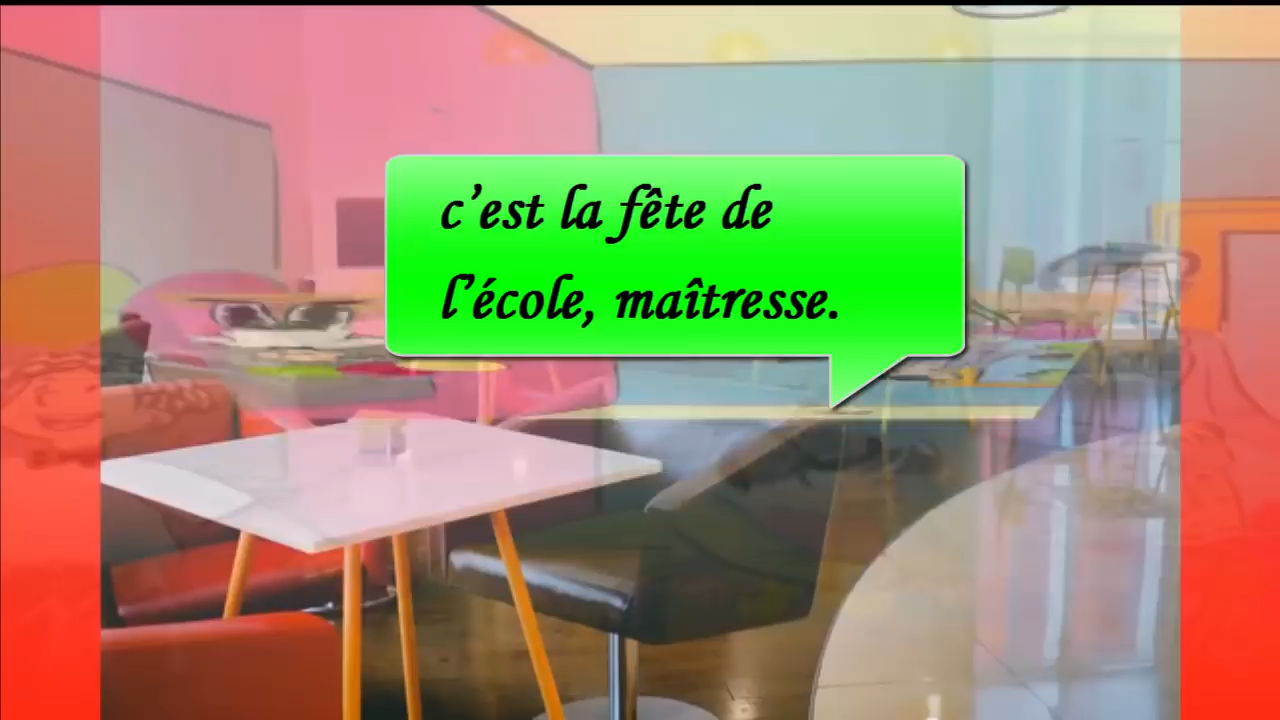 c’est la fête de
l’école, maîtresse.